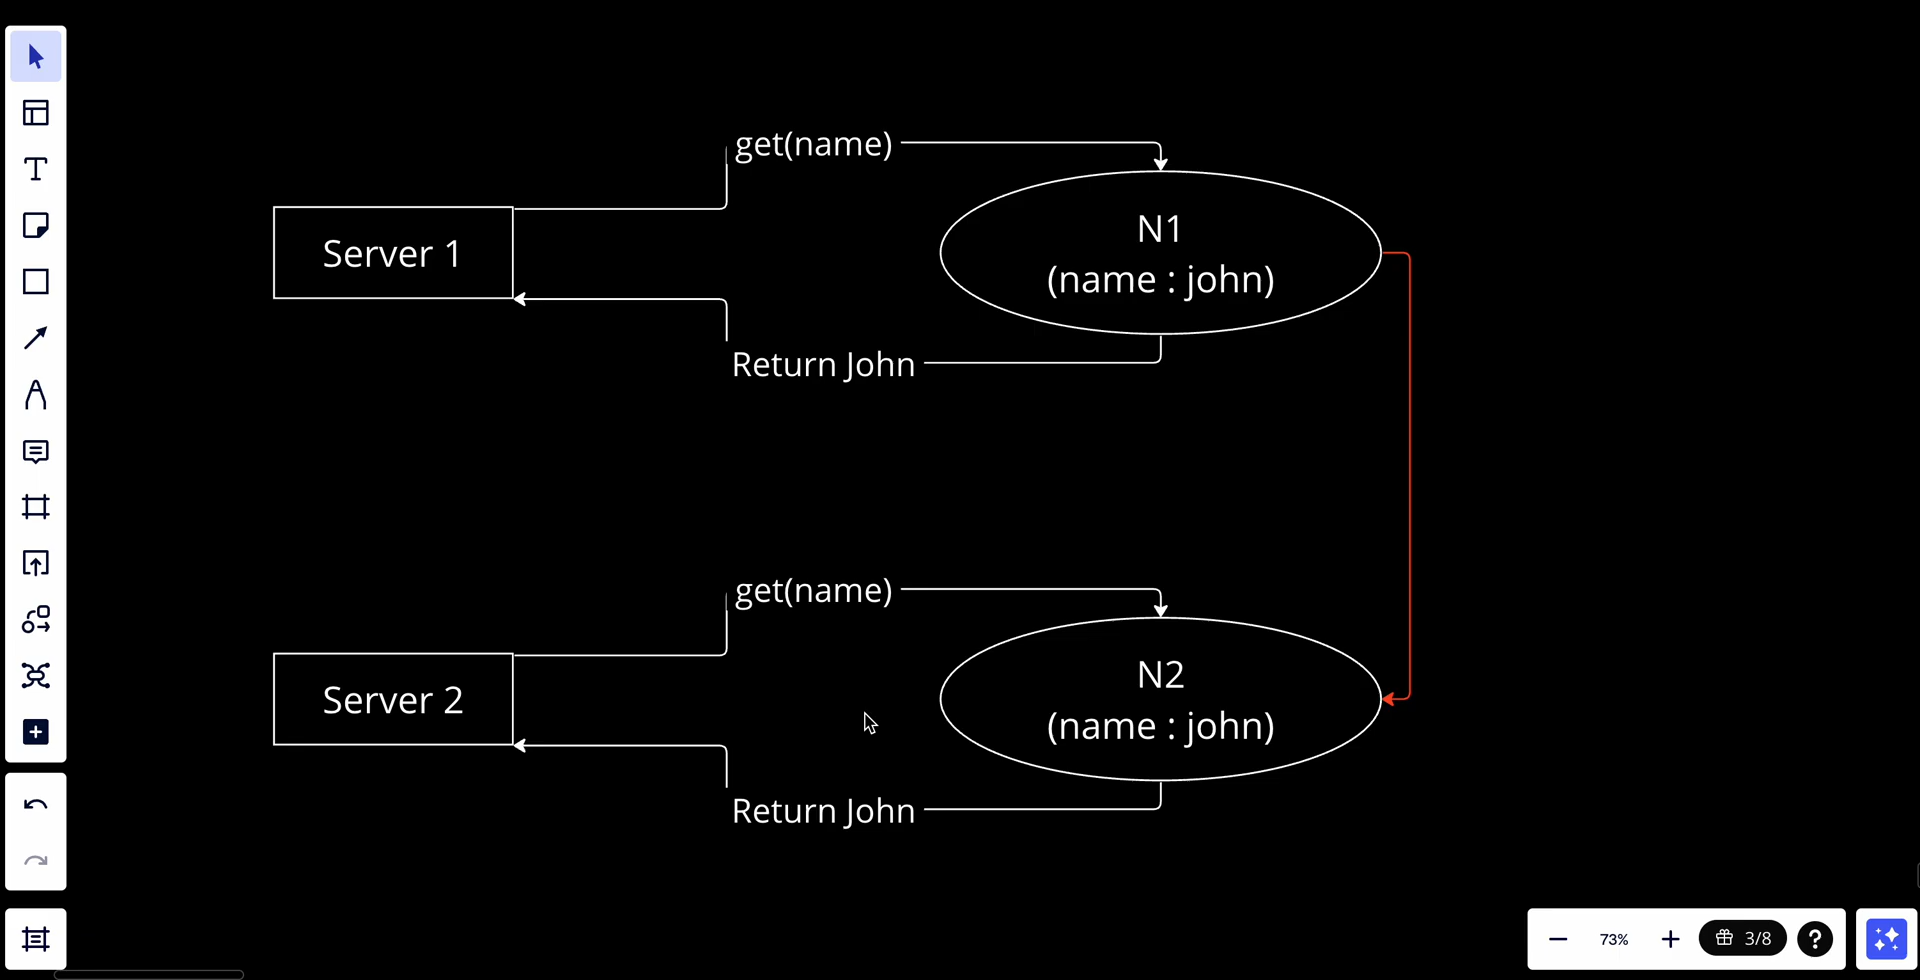 get(name)
Server 1
N1
(name : john)
Return John
get(name)
Server 2
N2
(name : john)
Return John
73%
3/8
?